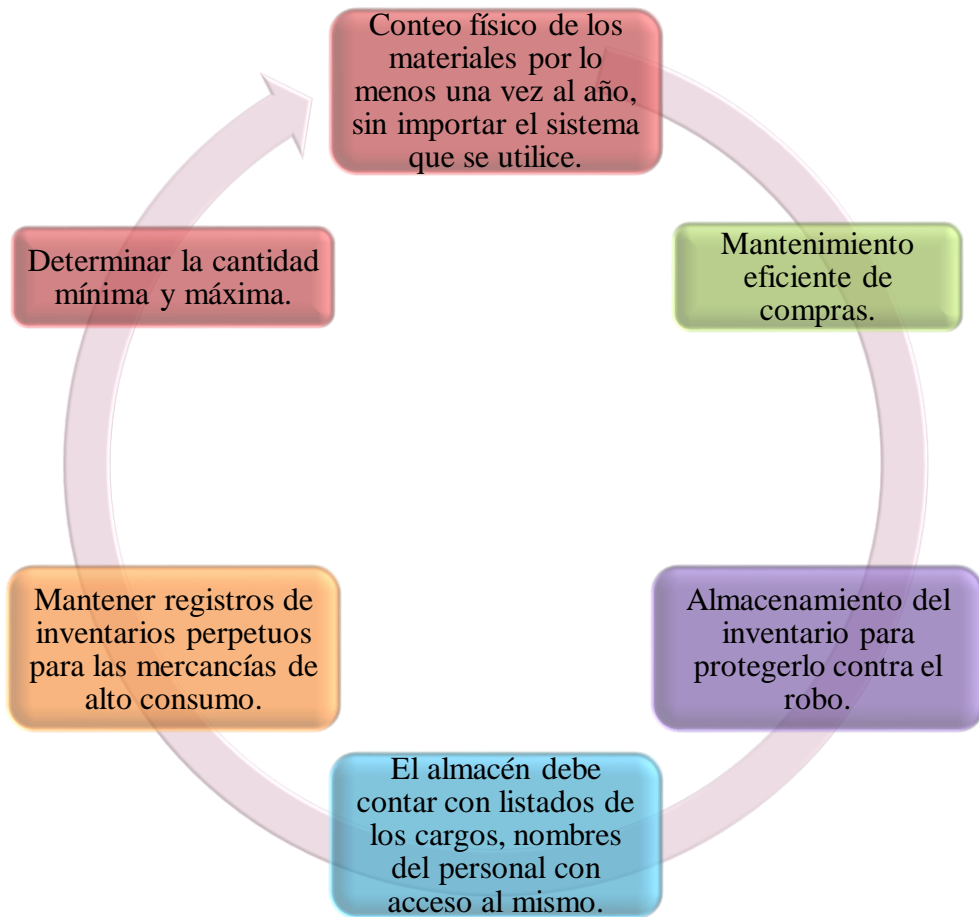 Conteo físico de los
materiales por lo
menos una vez al año,
sin importar el sistema
que se utilice.
Mantenimiento
eficiente de
compras.
Almacenamiento del
inventario para
protegerlo contra el
robo.
El almacén debe
contar con listados de
los cargos, nombres
del personal con
acceso al mismo.
Mantener registros de
inventarios perpetuos
para las mercancías de
alto consumo.
Determinar la cantidad
mínima y máxima.